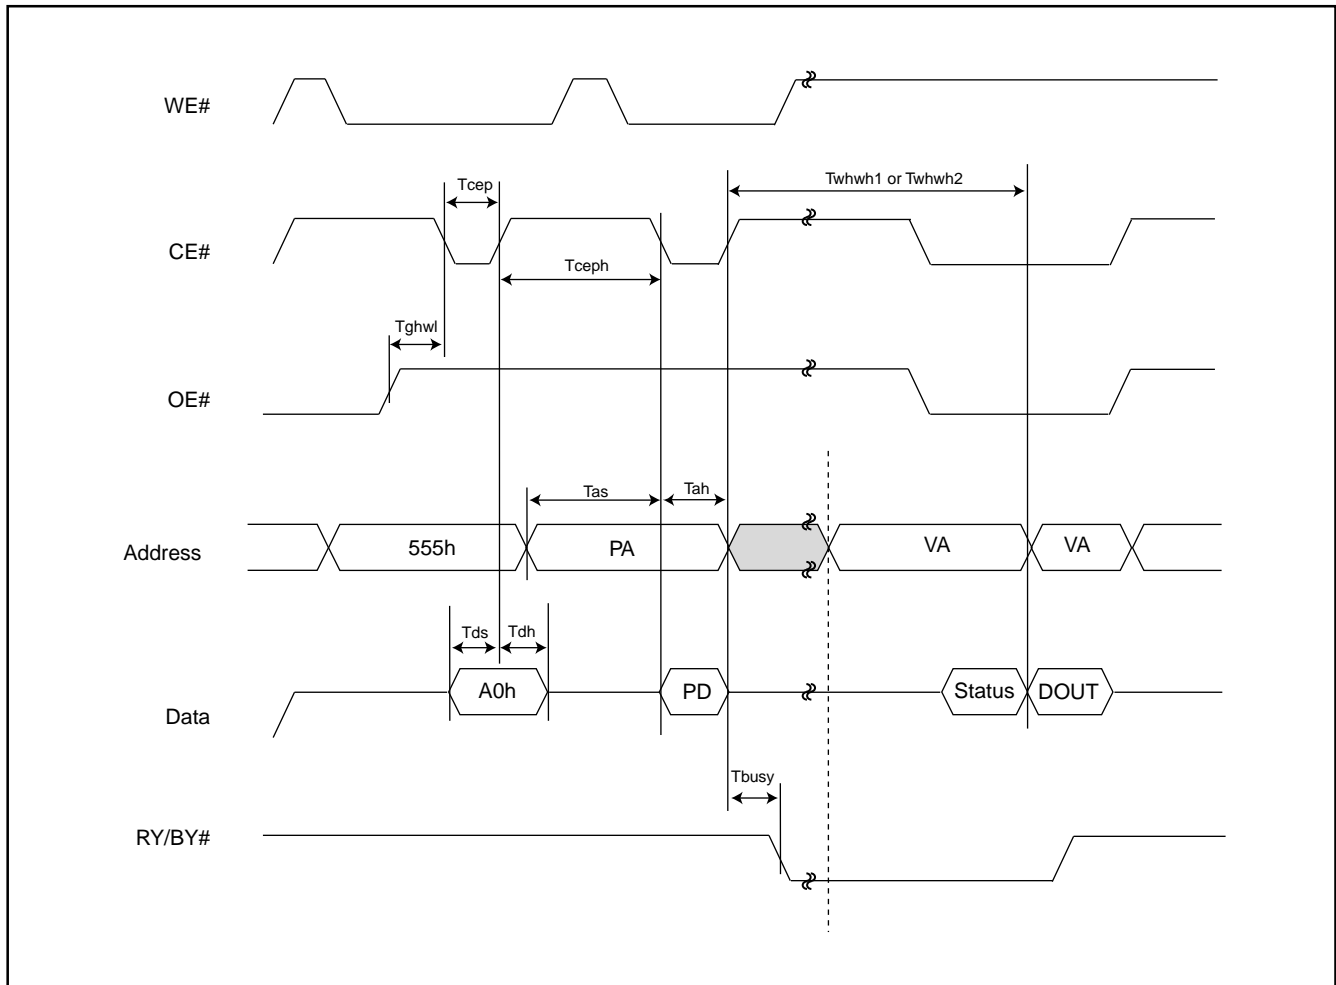 WE#
Tcep
Twhwh1 or Twhwh2
CE#
Tceph
Tghwl
OE#
Tas
Tah
Address
555h
PA
VA
VA
Tds
Tdh
Data
A0h
PD
Status
DOUT
Tbusy
RY/BY#